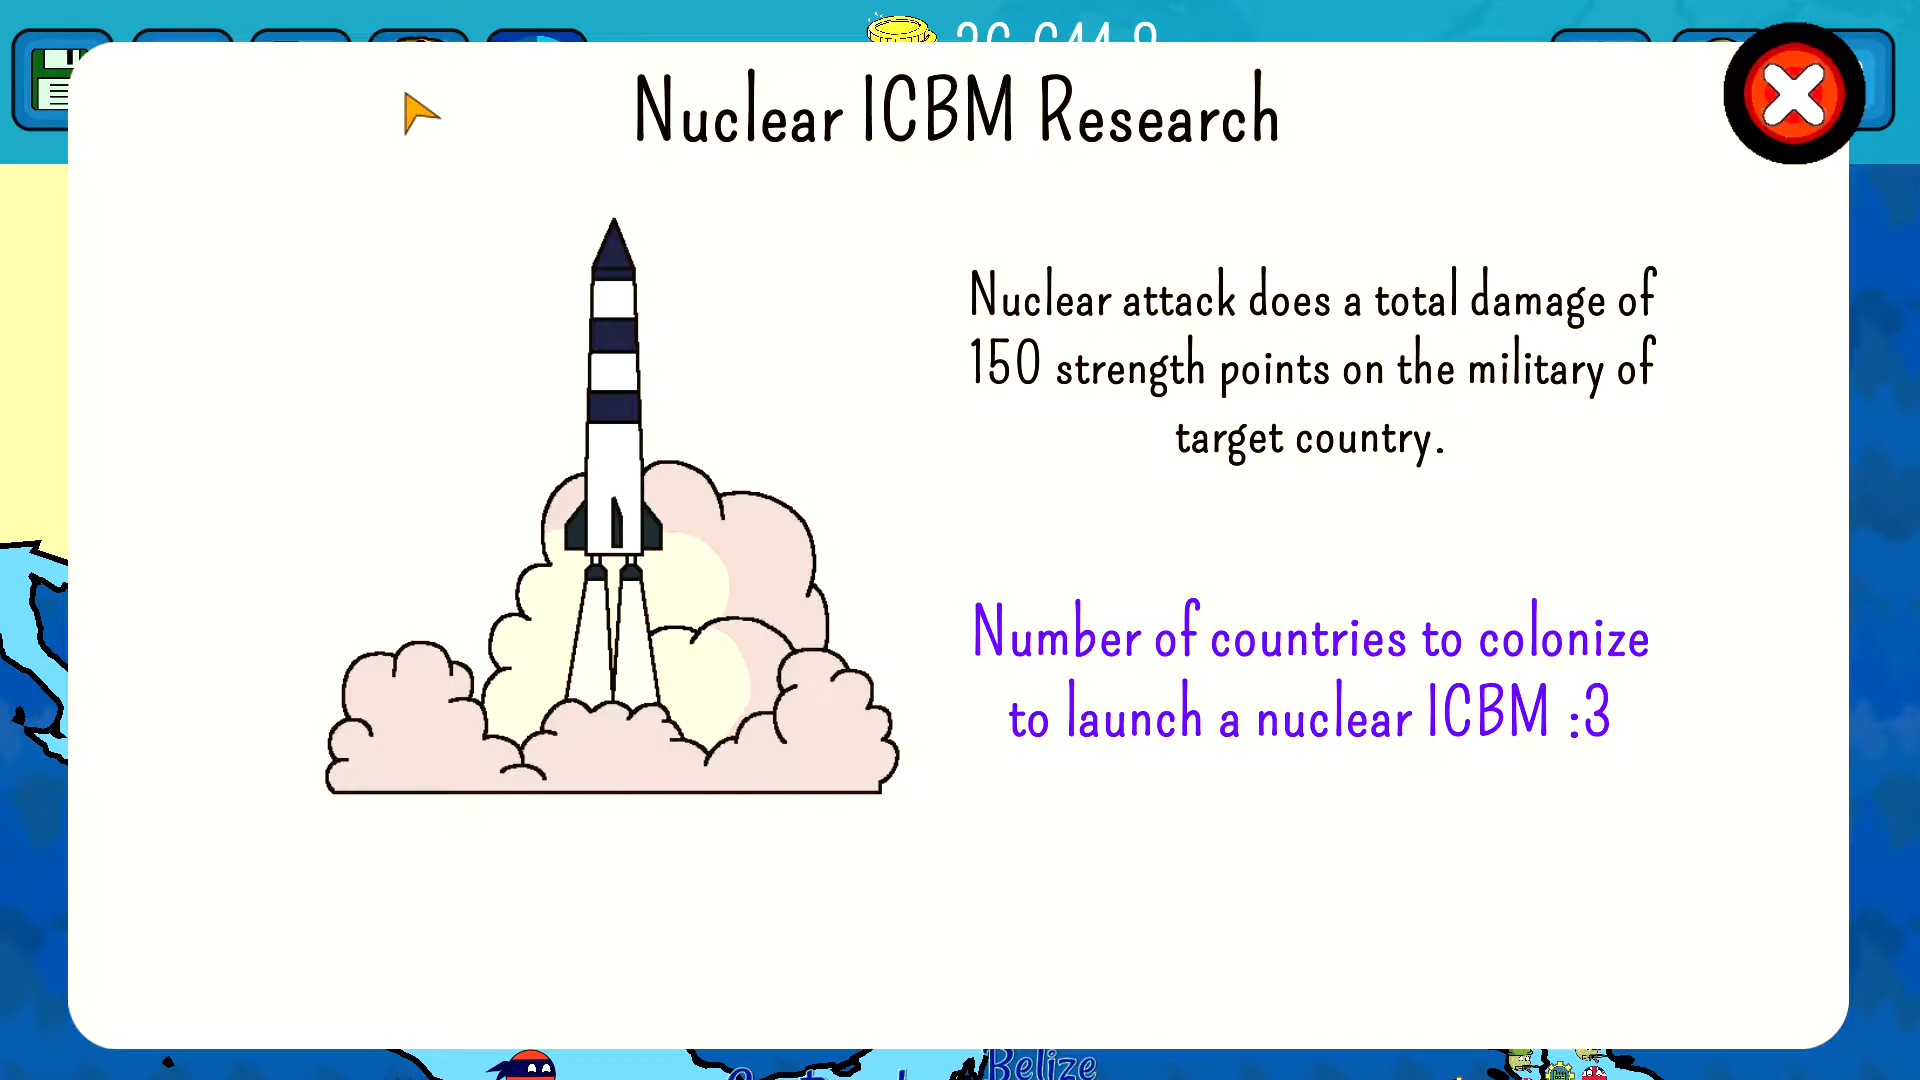 Nuclear ICBM Research
Nuclear attack does a total damage of
150 strength points on the military of
target country.
Number of countries to colonize
to launch a nuclear ICBM :3
Belize